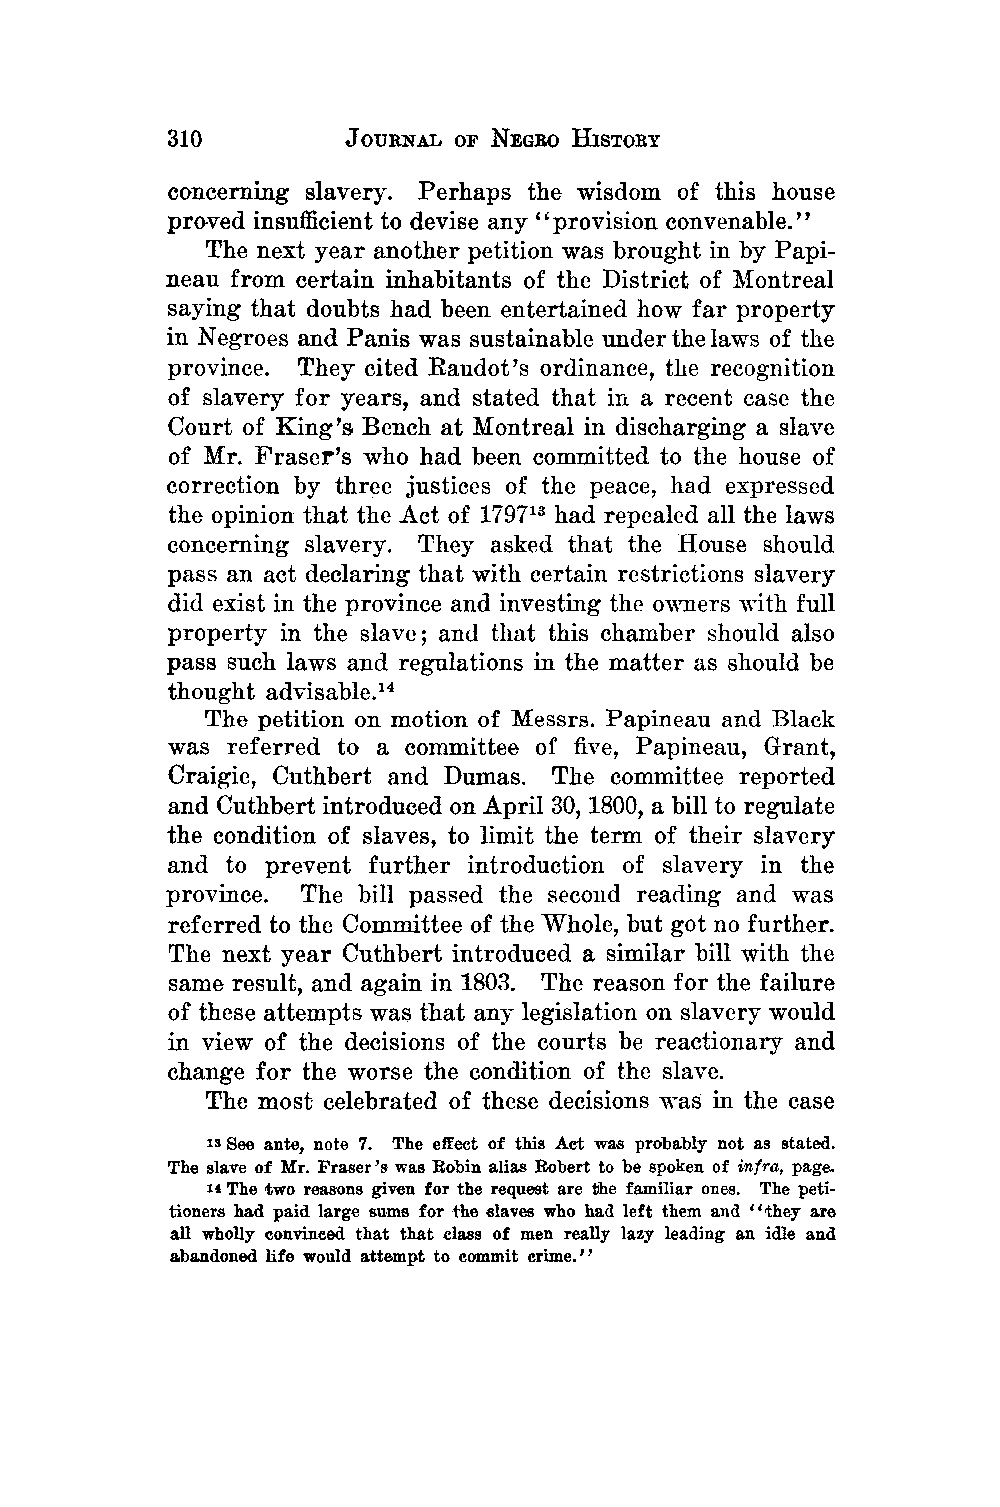 310 JOURNAL OF NEGRO HISTORY
concerning slavery. Perhaps the wisdom of this house
proved insufficient to devise any "provision convenable."
The next year another petition was brought in by Papi-
neau from certain inhabitants of the District of Montreal
saying that doubts had been entertained how far property
in Negroes and Panis was sustainable under the laws of the
province. They cited Raudot's ordinance, the recognition
of slavery for years, and stated that in a recent case the
Court of King's Bench at Montreal in discharging a slave
of Mr. Fraser's who had been committed to the house of
correction by three justices of the peace, had expressed
the opinion that the Act of 1797¹³ had repealed all the laws
concerning slavery. They asked that the House should
pass an act declaring that with certain restrictions slavery
did exist in the province and investing the owners with full
property in the slave; and that this chamber should also
pass such laws and regulations in the matter as should be
thought advisable.¹⁴
The petition on motion of Messrs. Papineau and Black
was referred to a committee of five, Papineau, Grant,
Craigie, Cuthbert and Dumas. The committee reported
and Cuthbert introduced on April 30, 1800, a bill to regulate
the condition of slaves, to limit the term of their slavery
and to prevent further introduction of slavery in the
province. The bill passed the second reading and was
referred to the Committee of the Whole, but got no further.
The next year Cuthbert introduced a similar bill with the
same result, and again in 1803. The reason for the failure
of these attempts was that any legislation on slavery would
in view of the decisions of the courts be reactionary and
change for the worse the condition of the slave.
The most celebrated of these decisions was in the case
¹³ See ante, note 7. The effect of this Act was probably not as stated.
The slave of Mr. Fraser's was Robin alias Robert to be spoken of infra, page.
¹⁴ The two reasons given for the request are the familiar ones. The peti-
tioners had paid large sums for the slaves who had left them and "they are
all wholly convinced that that class of men really lazy leading an idle and
abandoned life would attempt to commit crime."